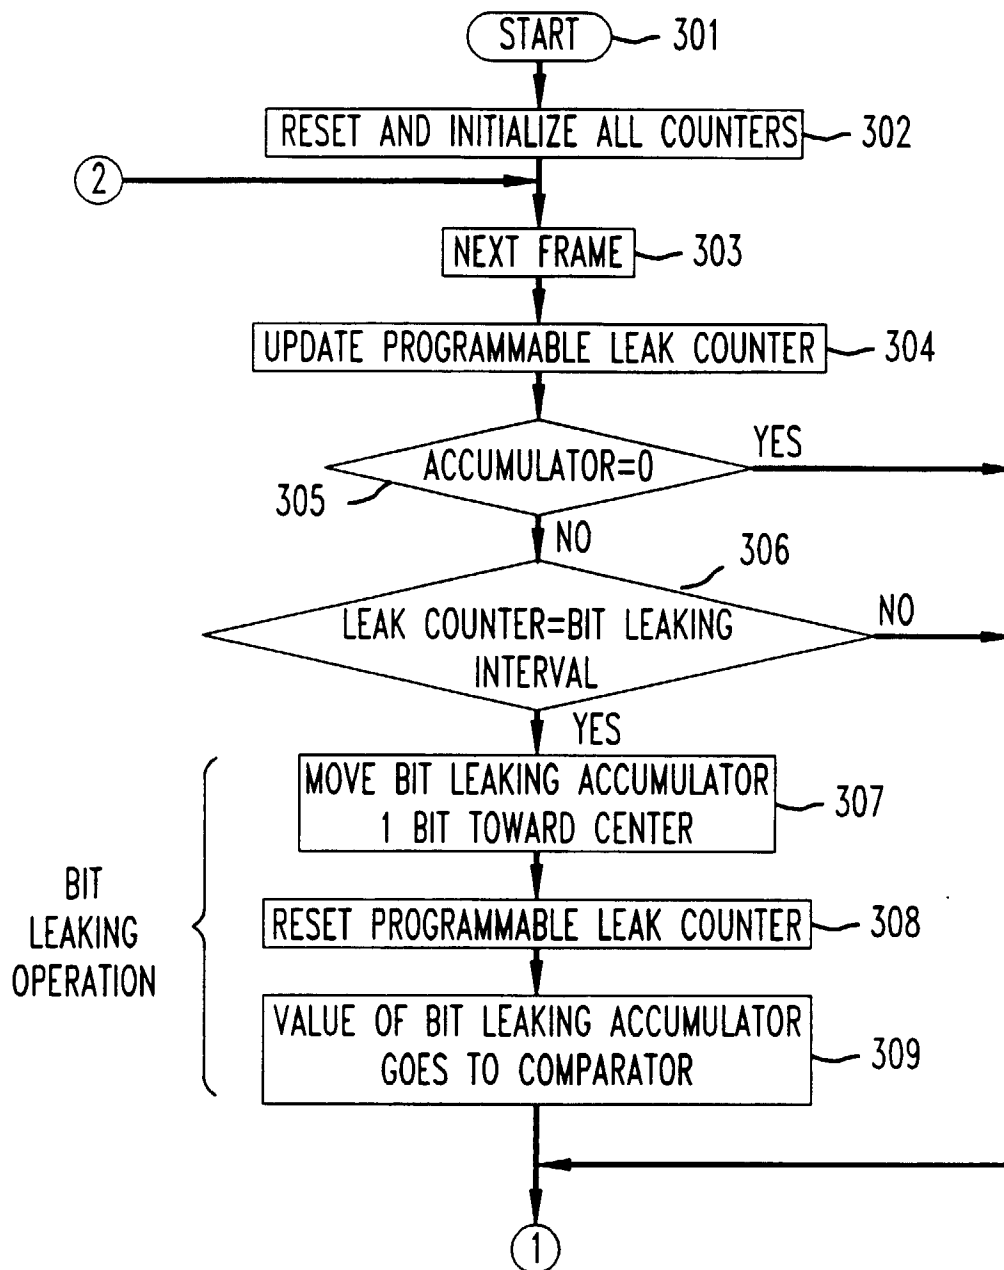 START 301
RESET AND INITIALIZE ALL COUNTERS 302
2
NEXT FRAME 303
UPDATE PROGRAMMABLE LEAK COUNTER 304
YES
ACCUMULATOR=0
305
NO
306
LEAK COUNTER=BIT LEAKING
INTERVAL
NO
YES
MOVE BIT LEAKING ACCUMULATOR
1 BIT TOWARD CENTER
307
BIT
LEAKING
OPERATION
RESET PROGRAMMABLE LEAK COUNTER 308
VALUE OF BIT LEAKING ACCUMULATOR
GOES TO COMPARATOR
309
1